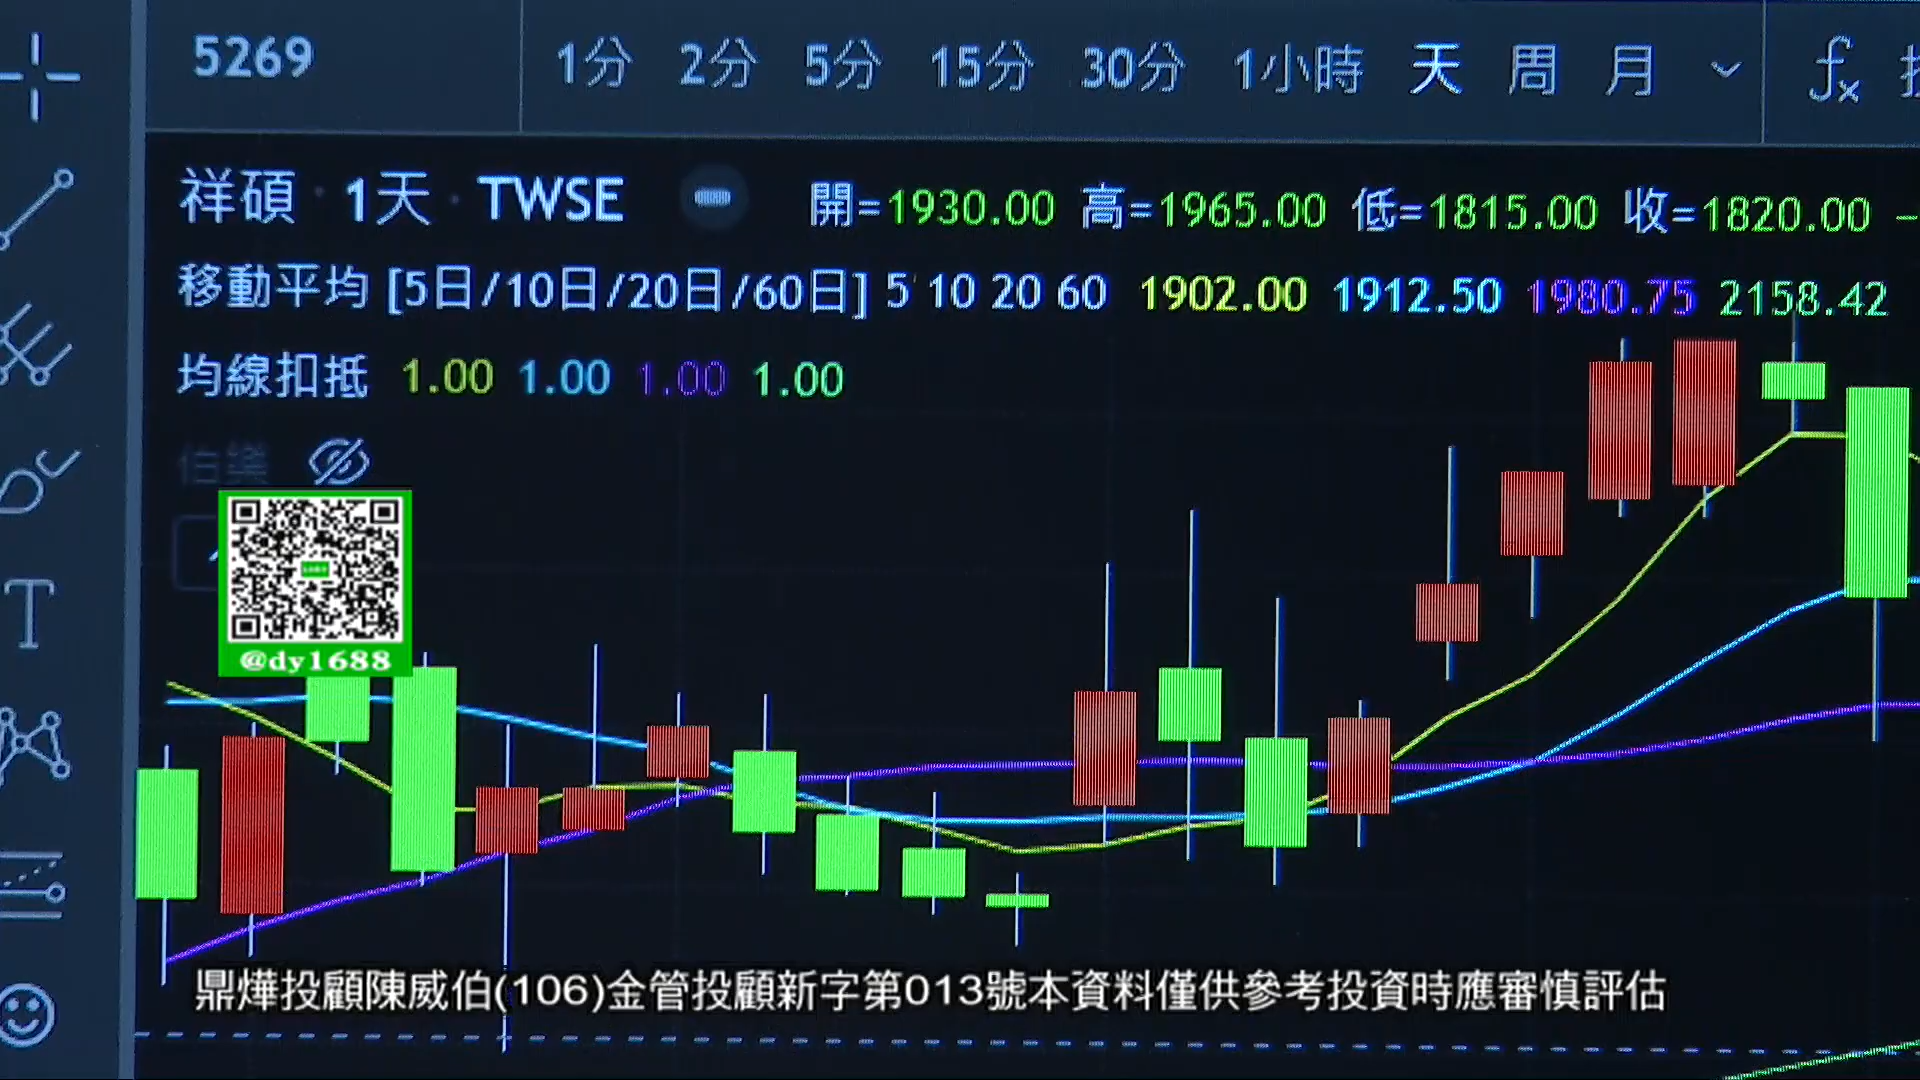 5269 1分 2分 5分 15分 30分 1小時 天 周 月 fx
祥碩 · 1天 · TWSE 開=1930.00 高=1965.00 低=1815.00 收=1820.00 −
移動平均 [5日/10日/20日/60日] 5 10 20 60 1902.00 1912.50 1980.75 2158.42
均線扣抵 1.00 1.00 1.00 1.00
伯樂
@dy1688
T
鼎燁投顧陳威伯(106)金管投顧新字第013號本資料僅供參考投資時應審慎評估